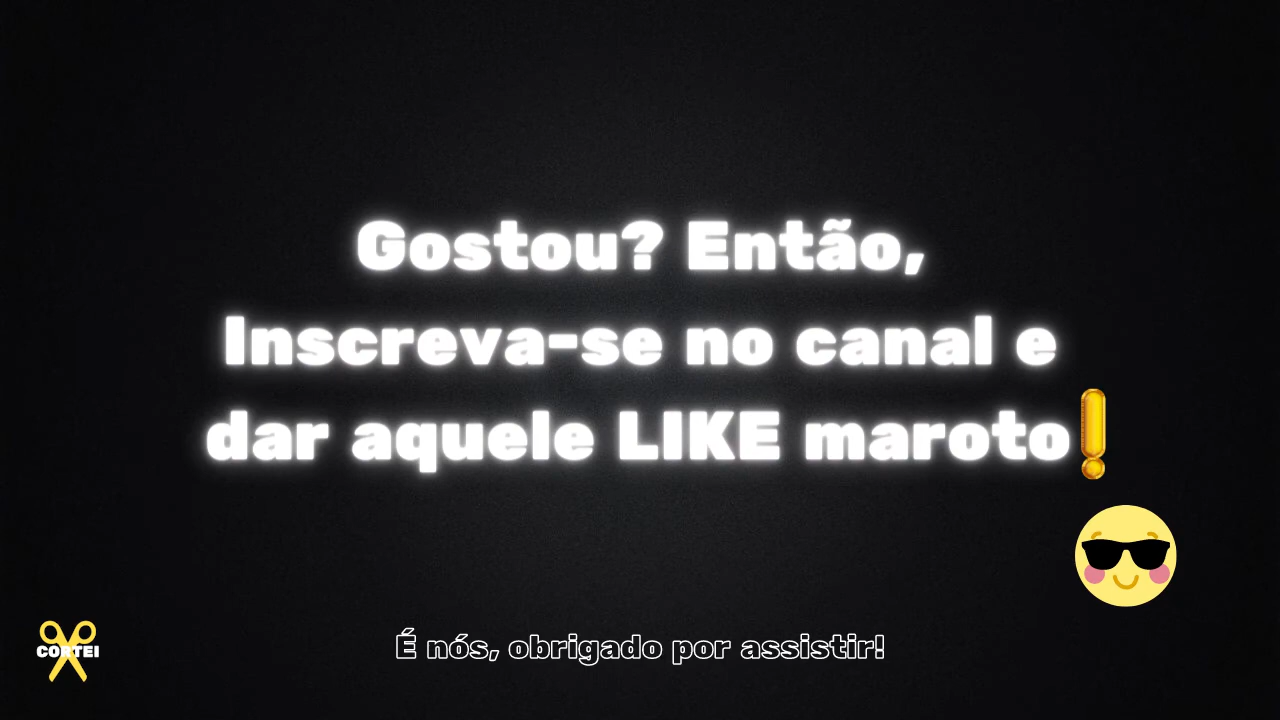 Gostou? Então,
Inscreva-se no canal e
dar aquele LIKE maroto!
CORTEI
É nós, obrigado por assistir!